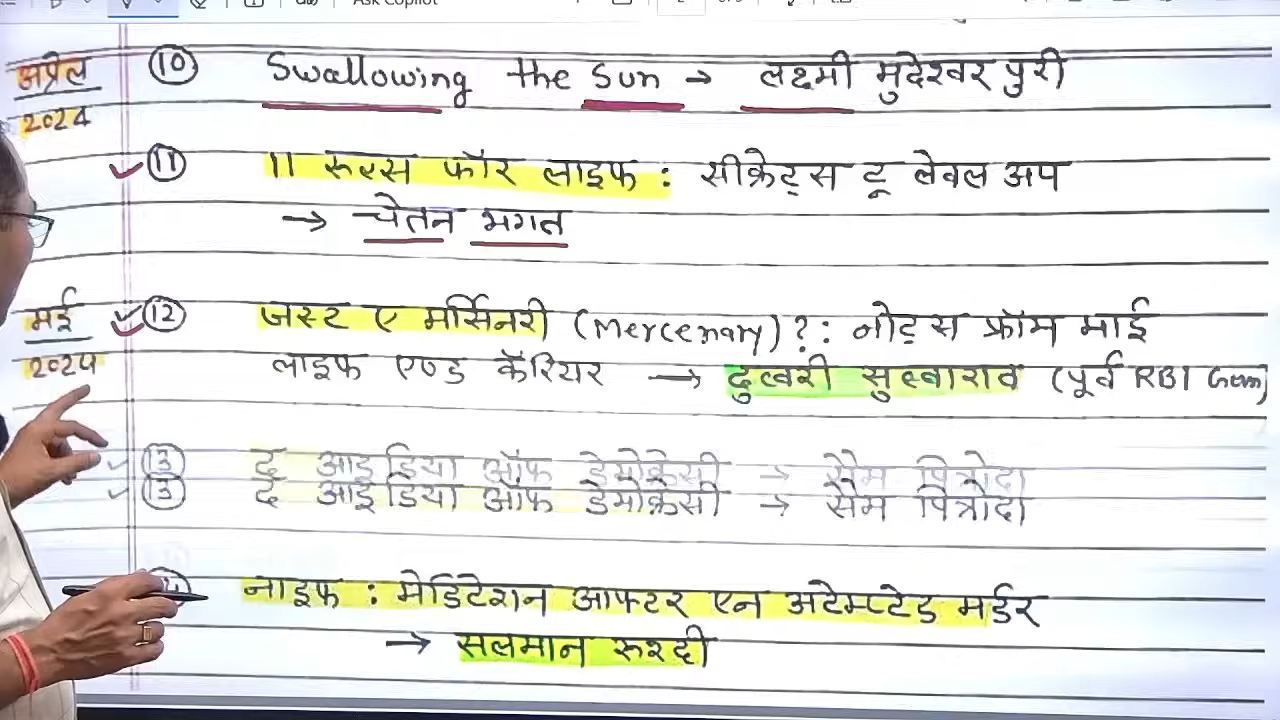 Ask Copilot
अप्रैल
2024
10 Swallowing the Sun → लक्ष्मी मुदेश्वर पुरी
11 11 रूल्स फॉर लाइफ : सीक्रेट्स टू लेवल अप
→ चेतन भगत
मई
2024
12 जस्ट ए मर्सिनरी (Mercenary) ? : नोट्स फ्रॉम माई
लाइफ एण्ड कॅरियर → दुव्वरी सुब्बाराव (पूर्व RBI
13 द आइडिया ऑफ डेमोक्रेसी → सैम पित्रोदा
13 द आइडिया ऑफ डेमोक्रेसी → सैम पित्रोदा
नाइफ : मेडिटेशन आफ्टर एन अटेम्प्टेड मर्डर
→ सलमान रुश्दी